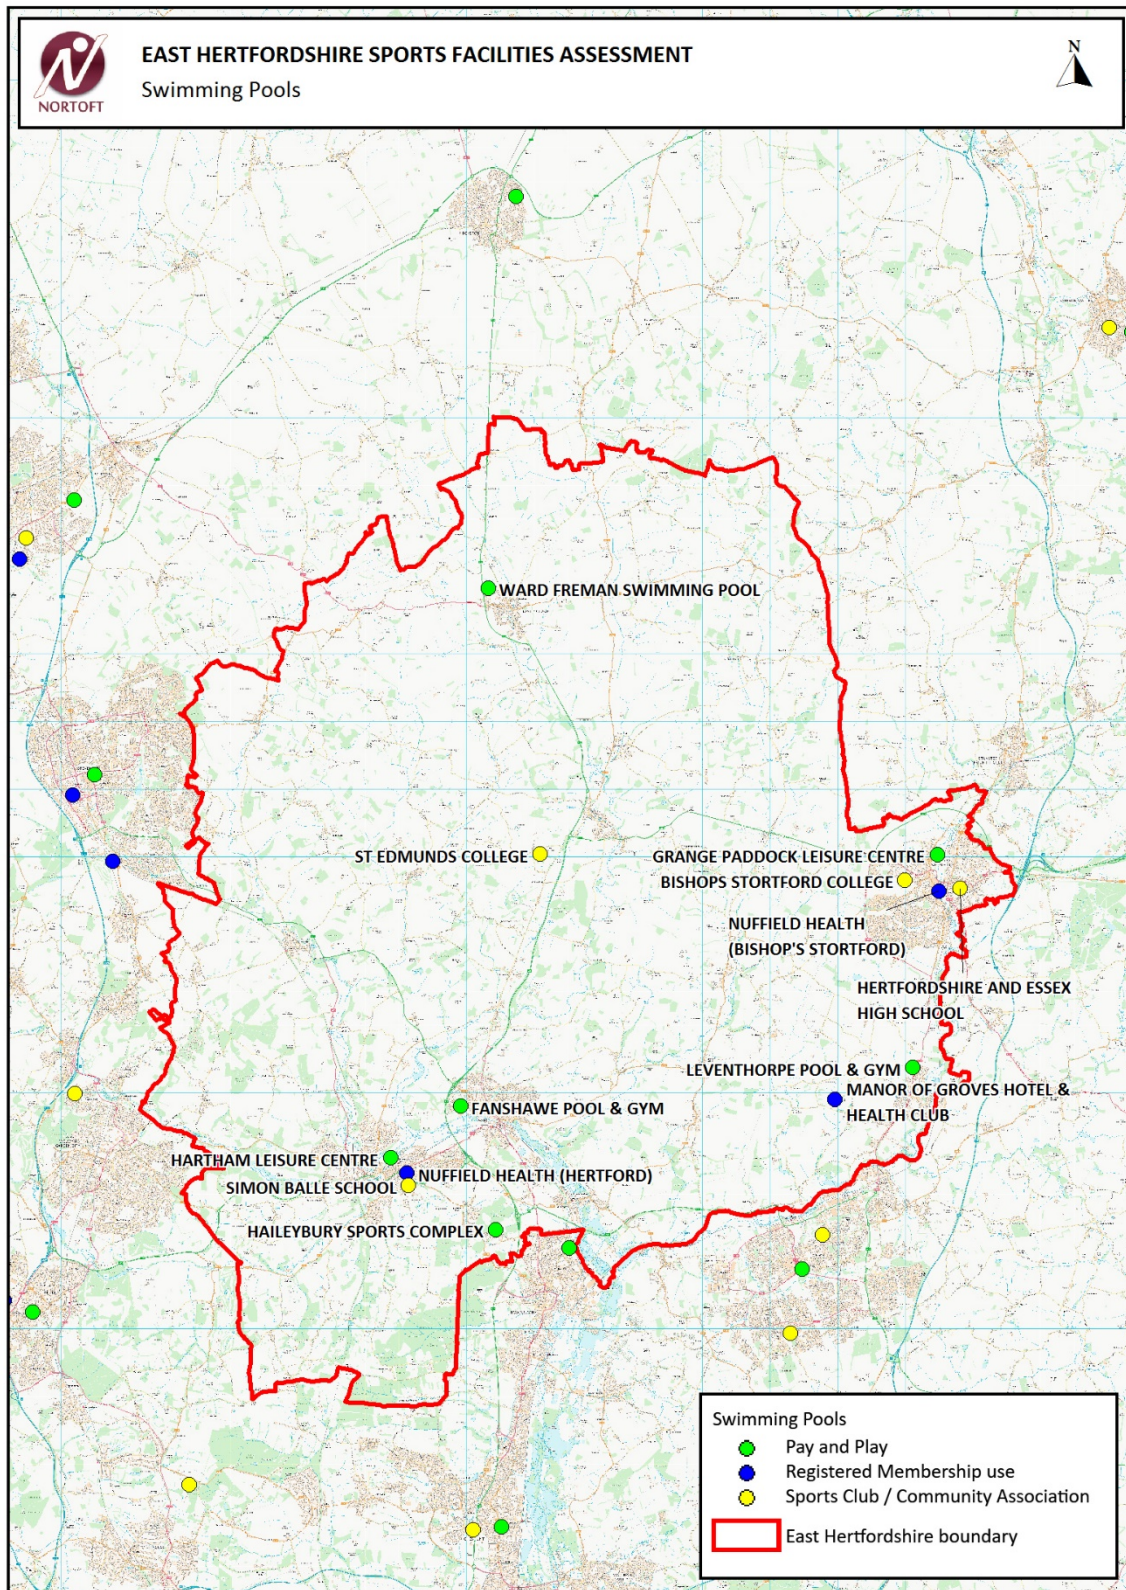 EAST HERTFORDSHIRE SPORTS FACILITIES ASSESSMENT
Swimming Pools
NORTOFT
N
WARD FREMAN SWIMMING POOL
ST EDMUNDS COLLEGE
GRANGE PADDOCK LEISURE CENTRE
BISHOPS STORTFORD COLLEGE
NUFFIELD HEALTH
(BISHOP'S STORTFORD)
HERTFORDSHIRE AND ESSEX
HIGH SCHOOL
LEVENTHORPE POOL & GYM
MANOR OF GROVES HOTEL &
HEALTH CLUB
FANSHAWE POOL & GYM
HARTHAM LEISURE CENTRE
NUFFIELD HEALTH (HERTFORD)
SIMON BALLE SCHOOL
HAILEYBURY SPORTS COMPLEX
Swimming Pools
Pay and Play
Registered Membership use
Sports Club / Community Association
East Hertfordshire boundary